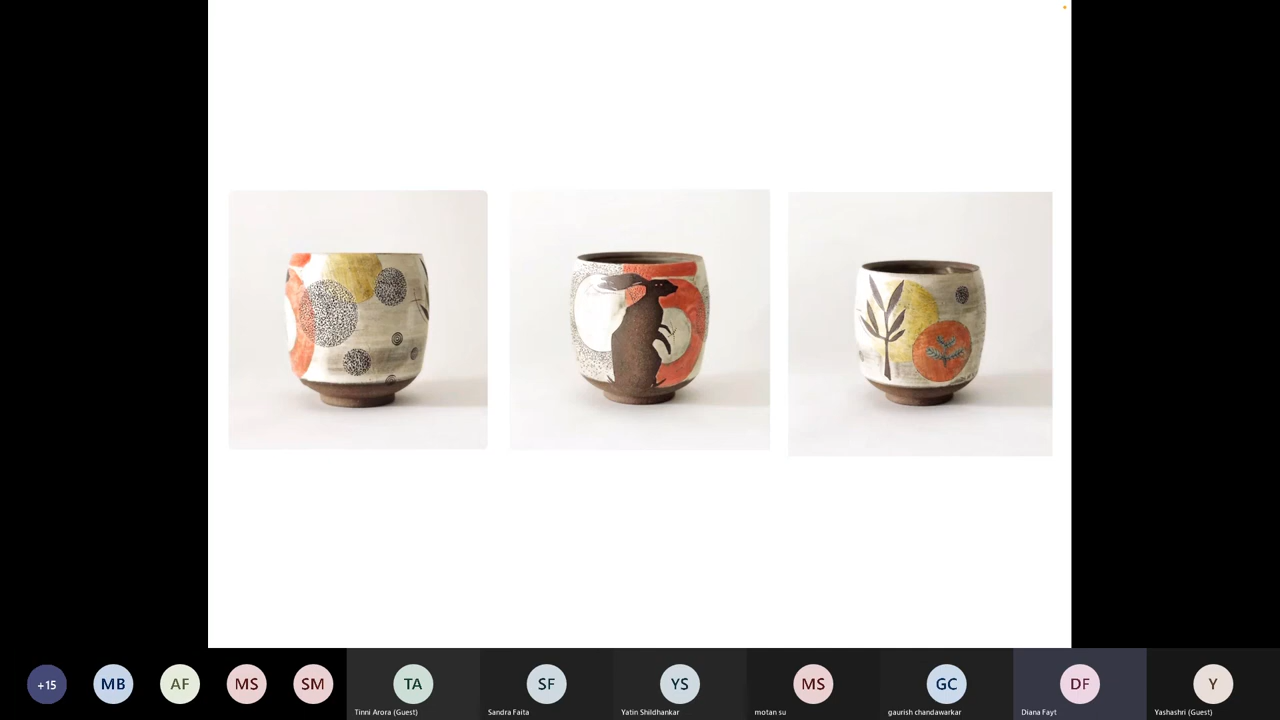 +15
MB
AF
MS
SM
TA
SF
YS
MS
GC
DF
Y
Tinni Arora (Guest)
Sandra Faita
Yatin Shildhankar
motan su
gaurish chandawarkar
Diana Fayt
Yashashri (Guest)